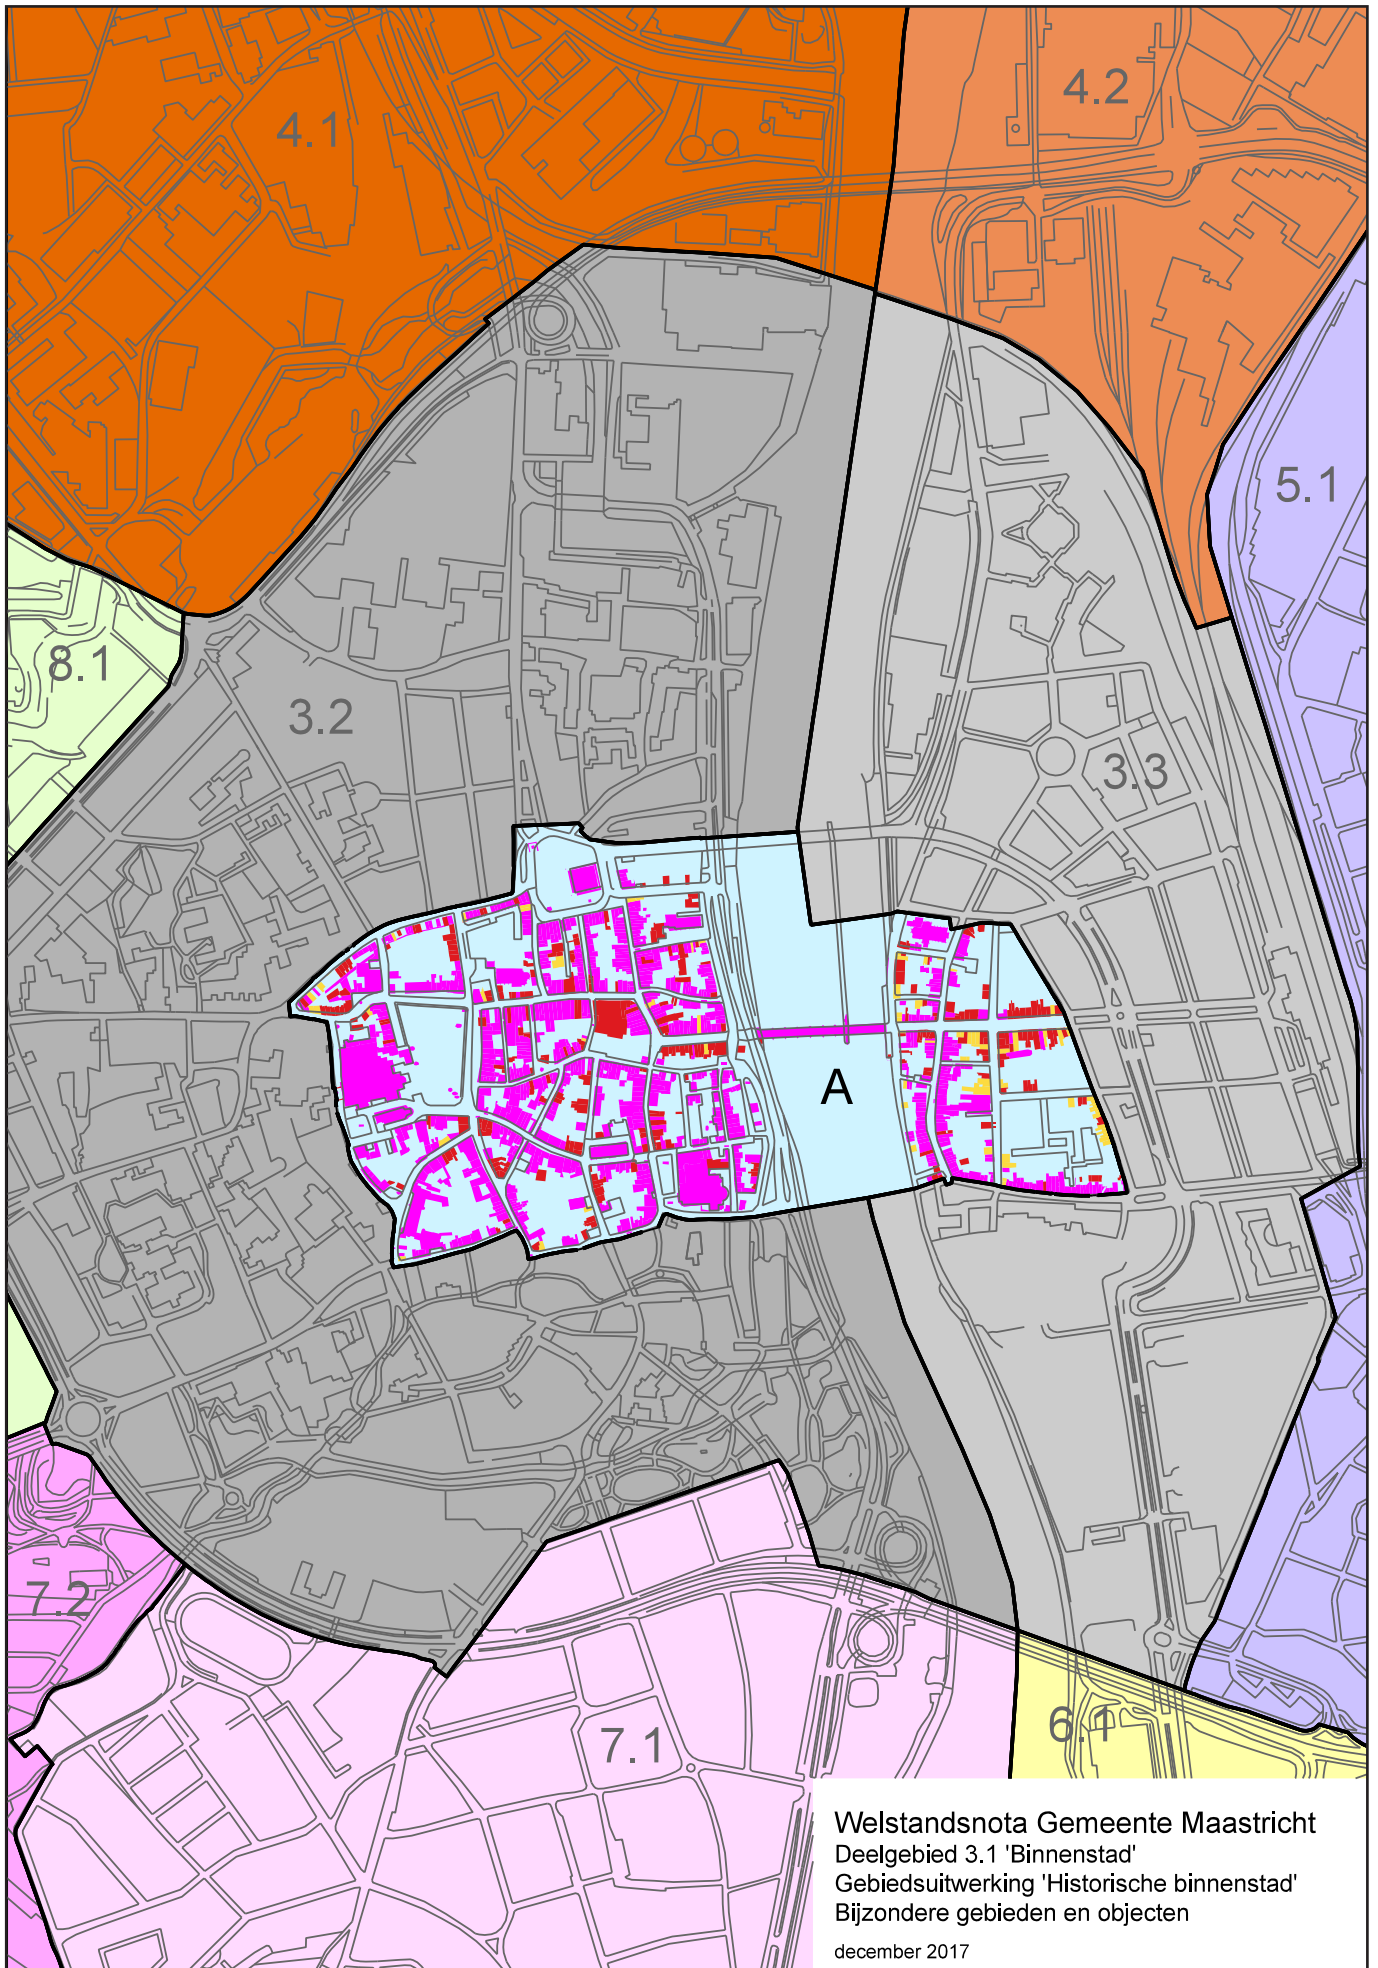 4.1
4.2
5.1
8.1
3.2
3.3
A
7.2
7.1
6.1
Welstandsnota Gemeente Maastricht
Deelgebied 3.1 'Binnenstad'
Gebiedsuitwerking 'Historische binnenstad'
Bijzondere gebieden en objecten
december 2017